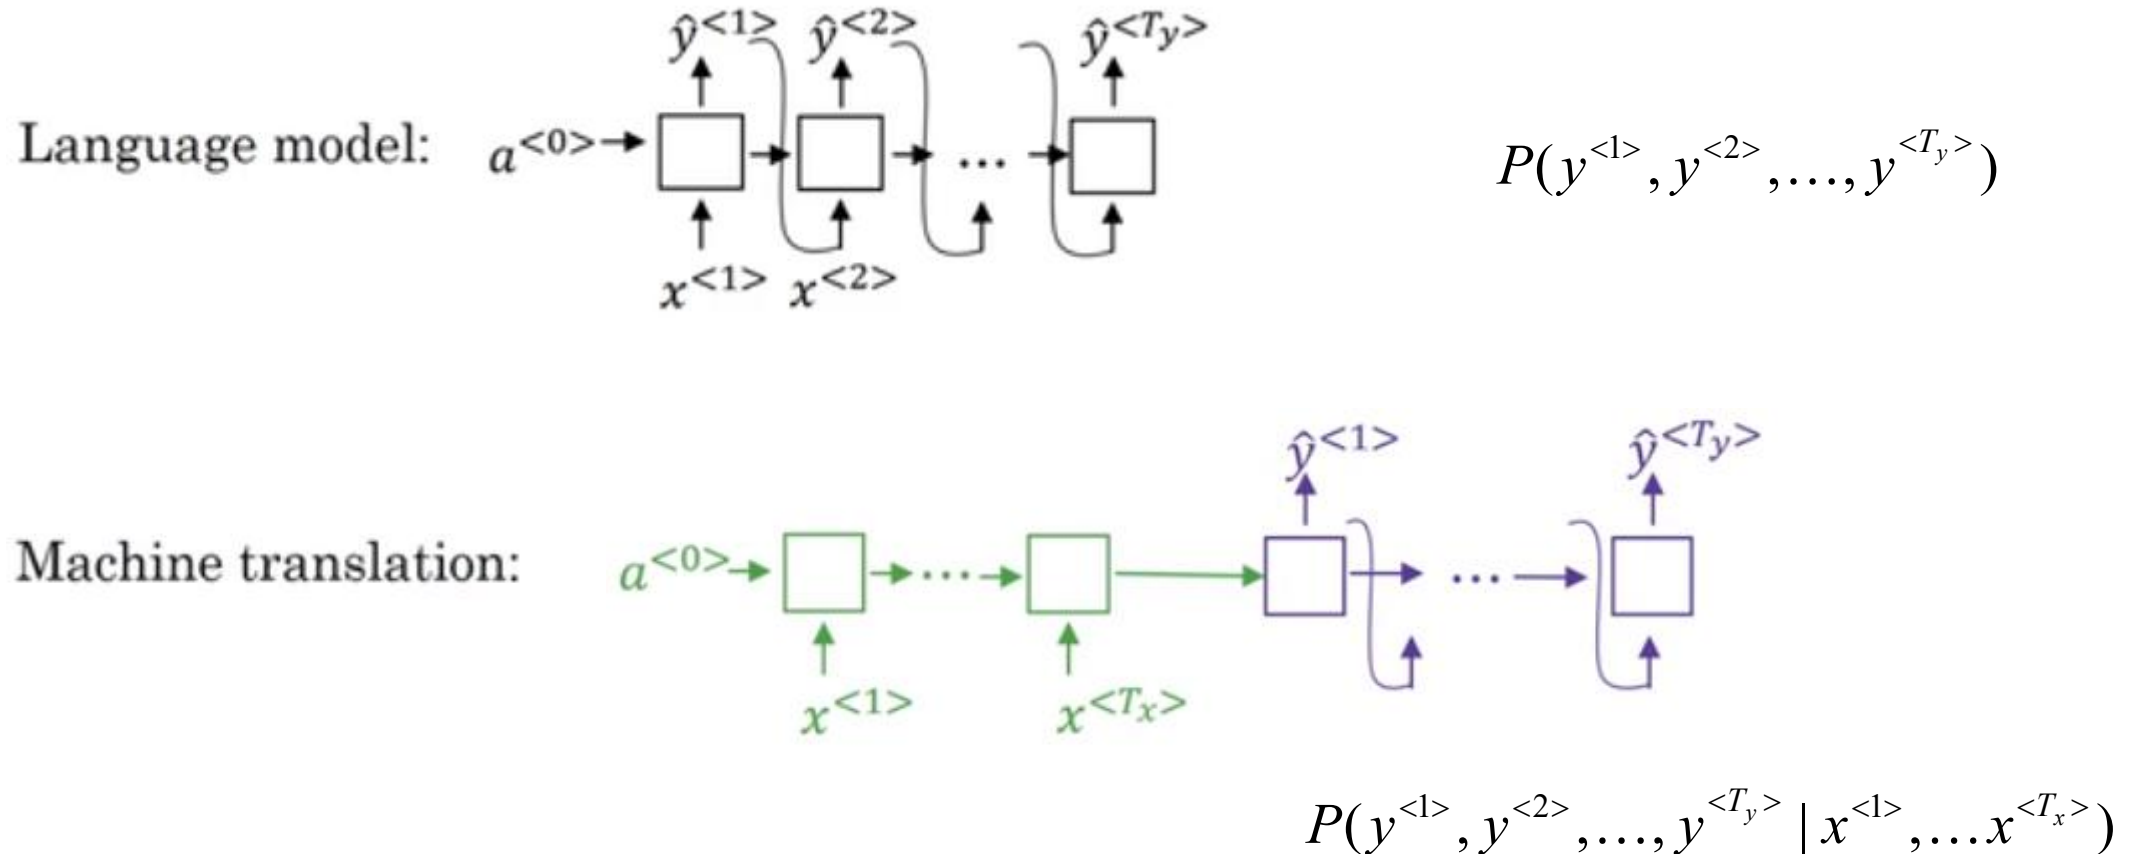 ŷ<1> ŷ<2> ŷ<Ty>
Language model: a<0> ... P(y<1>, y<2>,..., y<Ty>)
x<1> x<2>
ŷ<1> ŷ<Ty>
Machine translation: a<0> ... ...
x<1> x<Tx>
P(y<1>, y<2>,..., y<Ty> | x<1>,...x<Tx>)